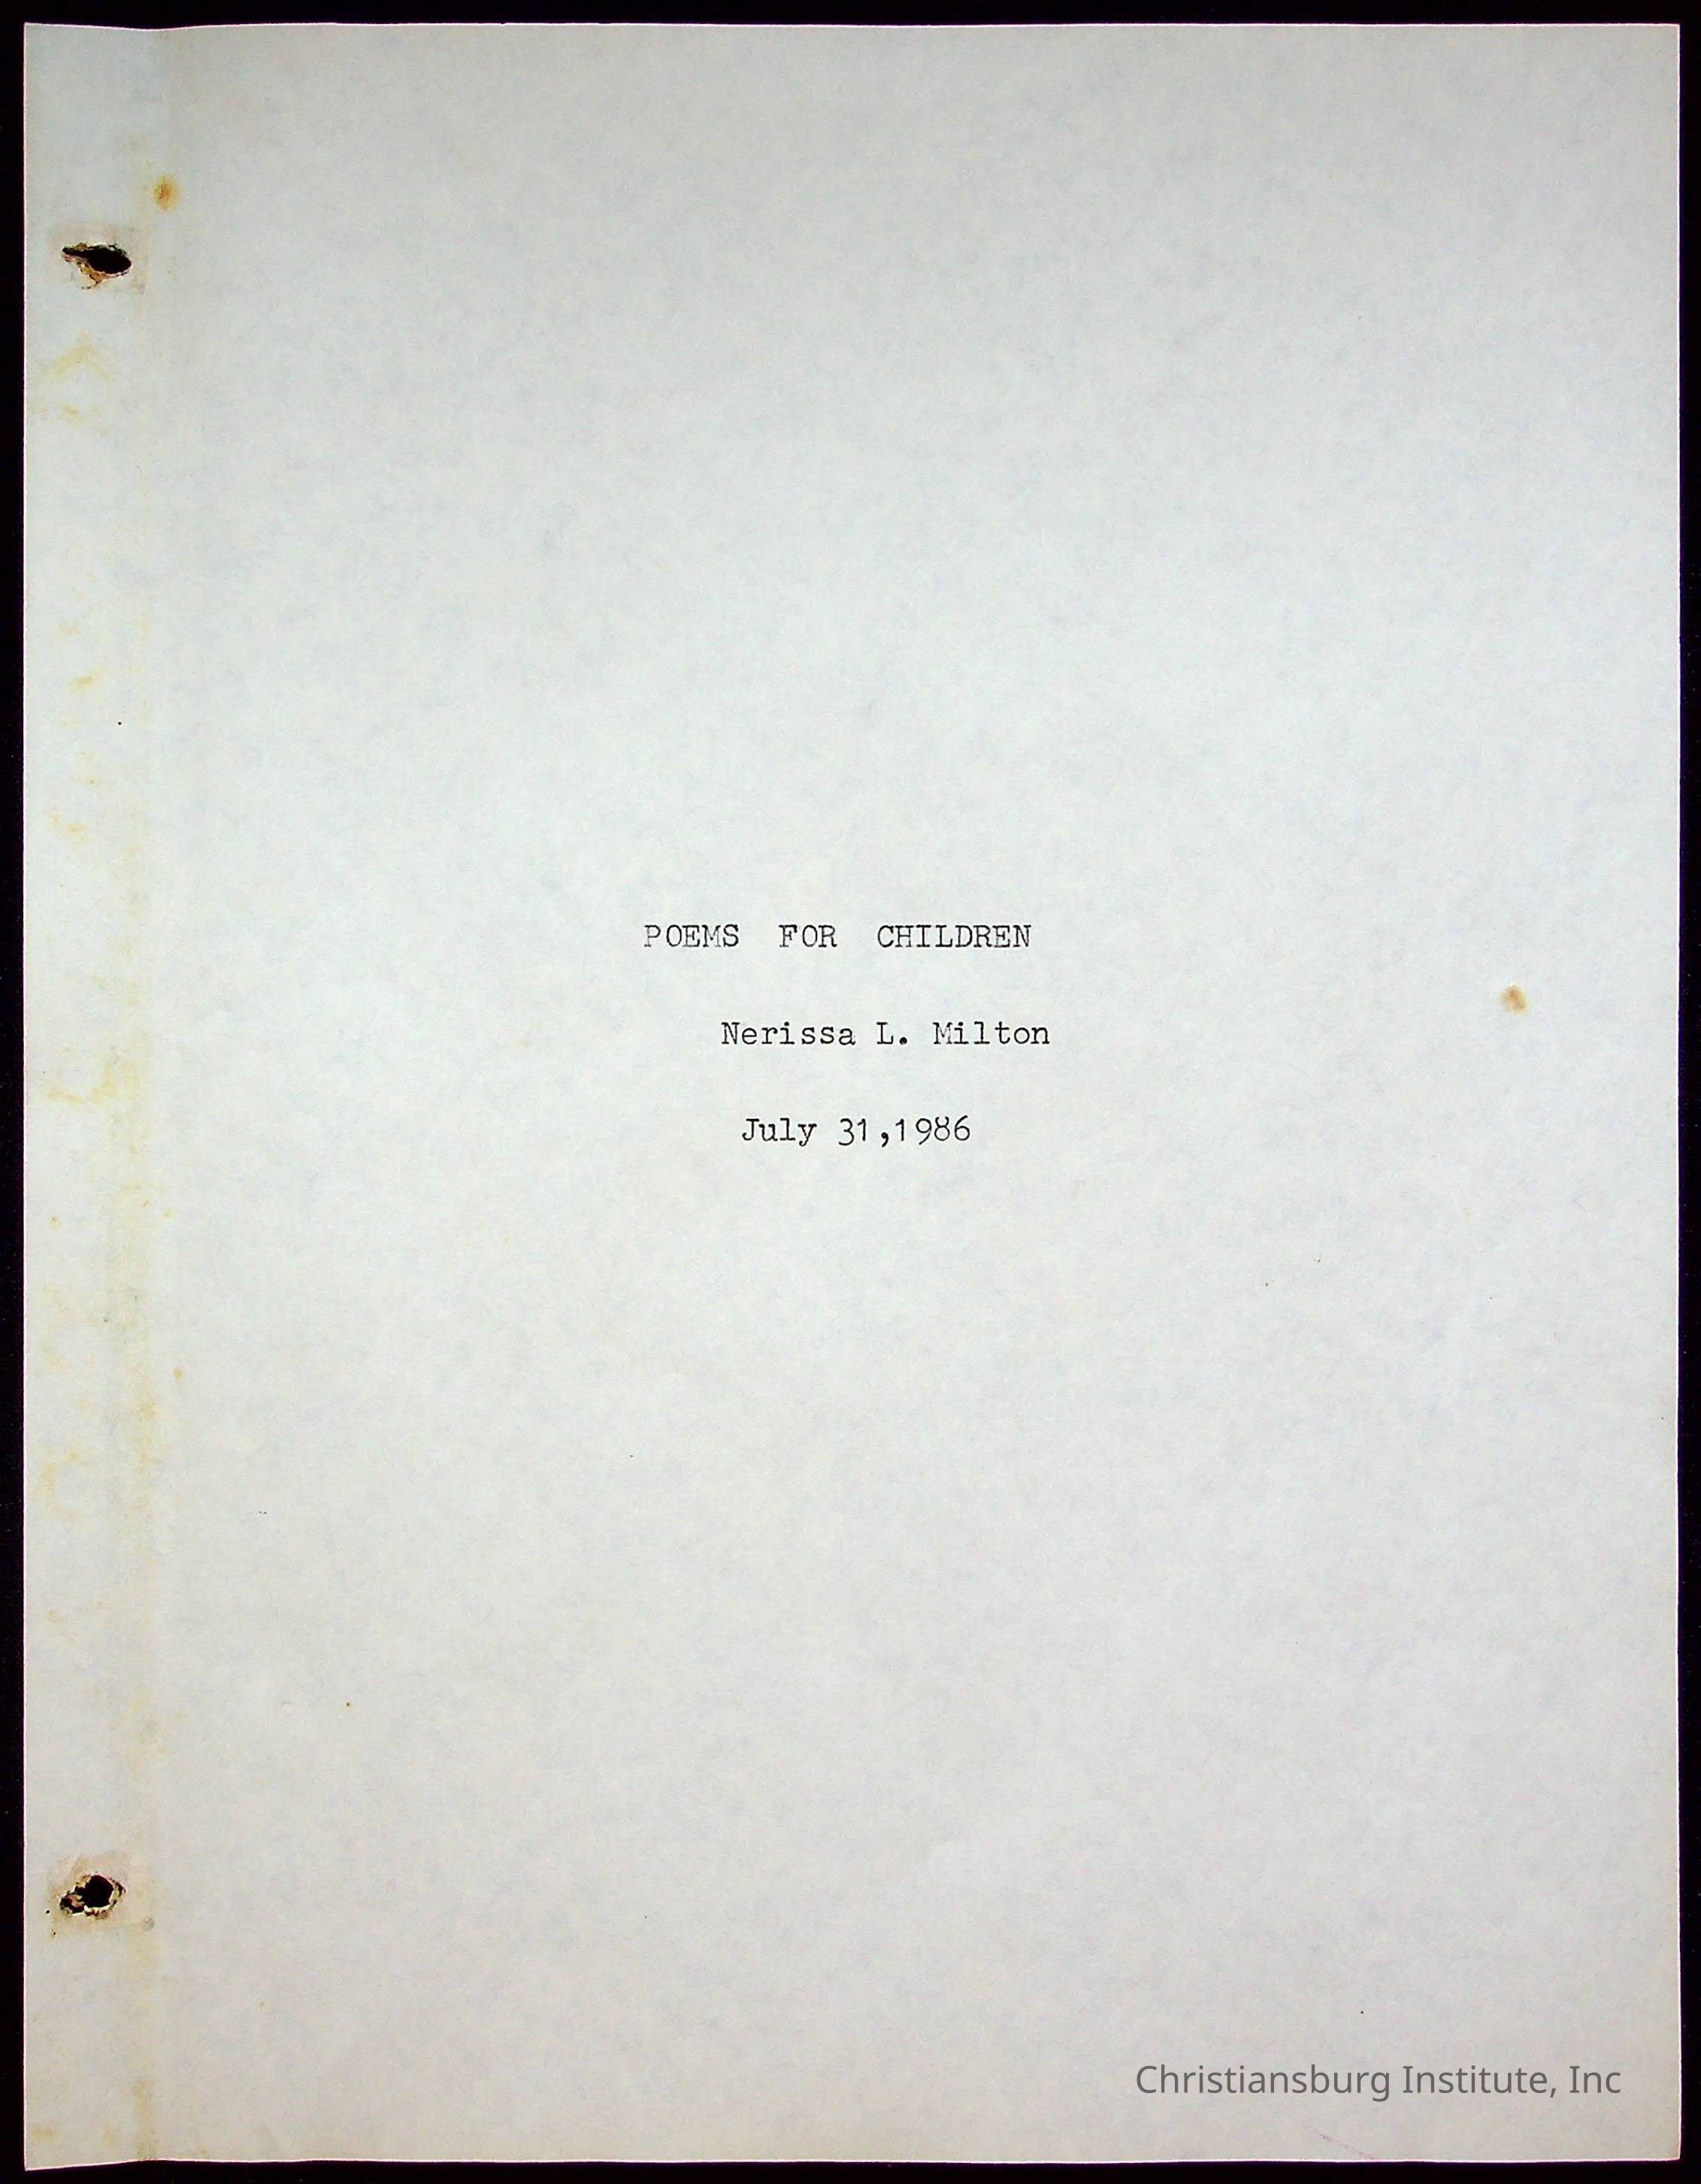 POEMS FOR CHILDREN
Nerissa L. Milton
July 31,1986
Christiansburg Institute, Inc